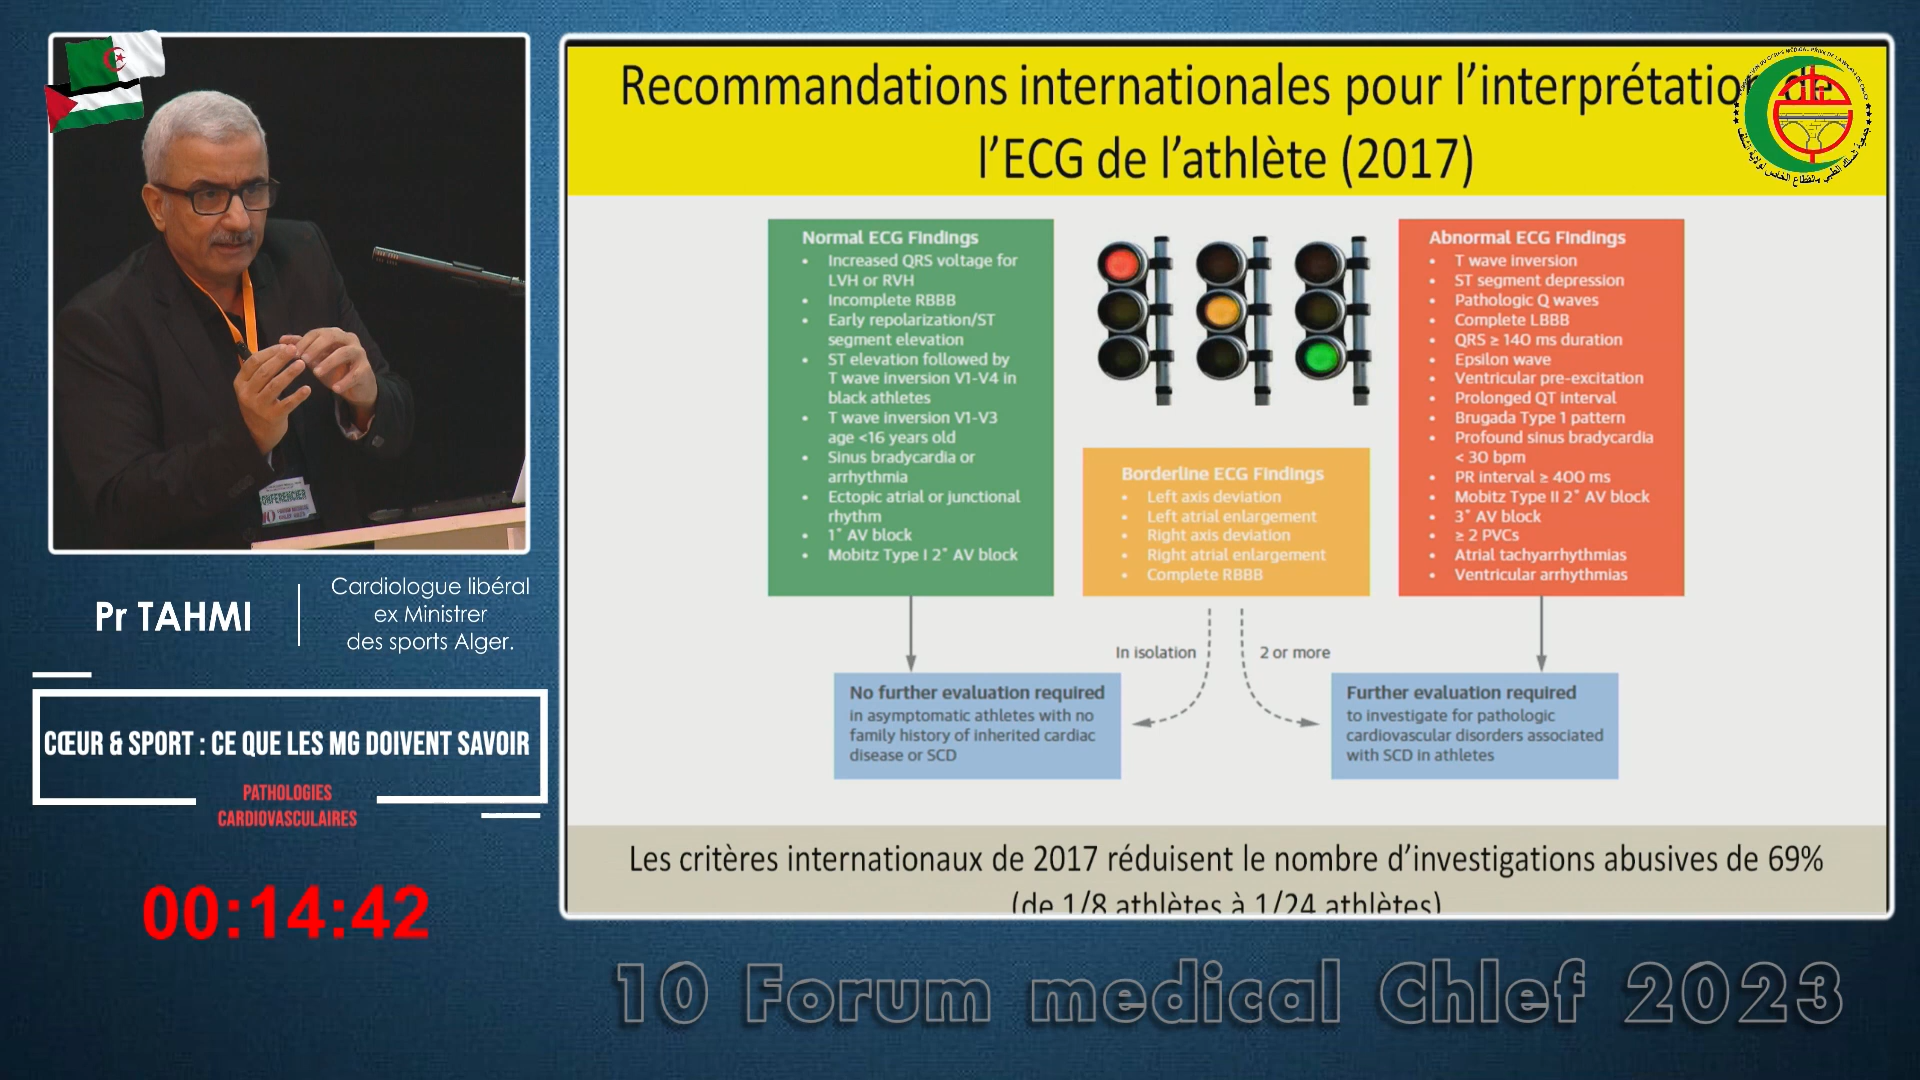 Recommandations internationales pour l'interprétation de
l'ECG de l'athlète (2017)
Normal ECG Findings
• Increased QRS voltage for
LVH or RVH
• Incomplete RBBB
• Early repolarization/ST
segment elevation
• ST elevation followed by
T wave inversion V1-V4 in
black athletes
• T wave inversion V1-V3
age <16 years old
• Sinus bradycardia or
arrhythmia
• Ectopic atrial or junctional
rhythm
• 1° AV block
• Mobitz Type I 2° AV block
Borderline ECG Findings
• Left axis deviation
• Left atrial enlargement
• Right axis deviation
• Right atrial enlargement
• Complete RBBB
Abnormal ECG Findings
• T wave inversion
• ST segment depression
• Pathologic Q waves
• Complete LBBB
• QRS ≥ 140 ms duration
• Epsilon wave
• Ventricular pre-excitation
• Prolonged QT interval
• Brugada Type 1 pattern
• Profound sinus bradycardia
< 30 bpm
• PR interval ≥ 400 ms
• Mobitz Type II 2° AV block
• 3° AV block
• ≥ 2 PVCs
• Atrial tachyarrhythmias
• Ventricular arrhythmias
In isolation
2 or more
No further evaluation required
in asymptomatic athletes with no
family history of inherited cardiac
disease or SCD
Further evaluation required
to investigate for pathologic
cardiovascular disorders associated
with SCD in athletes
Les critères internationaux de 2017 réduisent le nombre d'investigations abusives de 69%
(de 1/8 athlètes à 1/24 athlètes)
Pr TAHMI
Cardiologue libéral
ex Ministrer
des sports Alger.
CŒUR & SPORT : CE QUE LES MG DOIVENT SAVOIR
PATHOLOGIES
CARDIOVASCULAIRES
00:14:42
10 Forum medical Chlef 2023